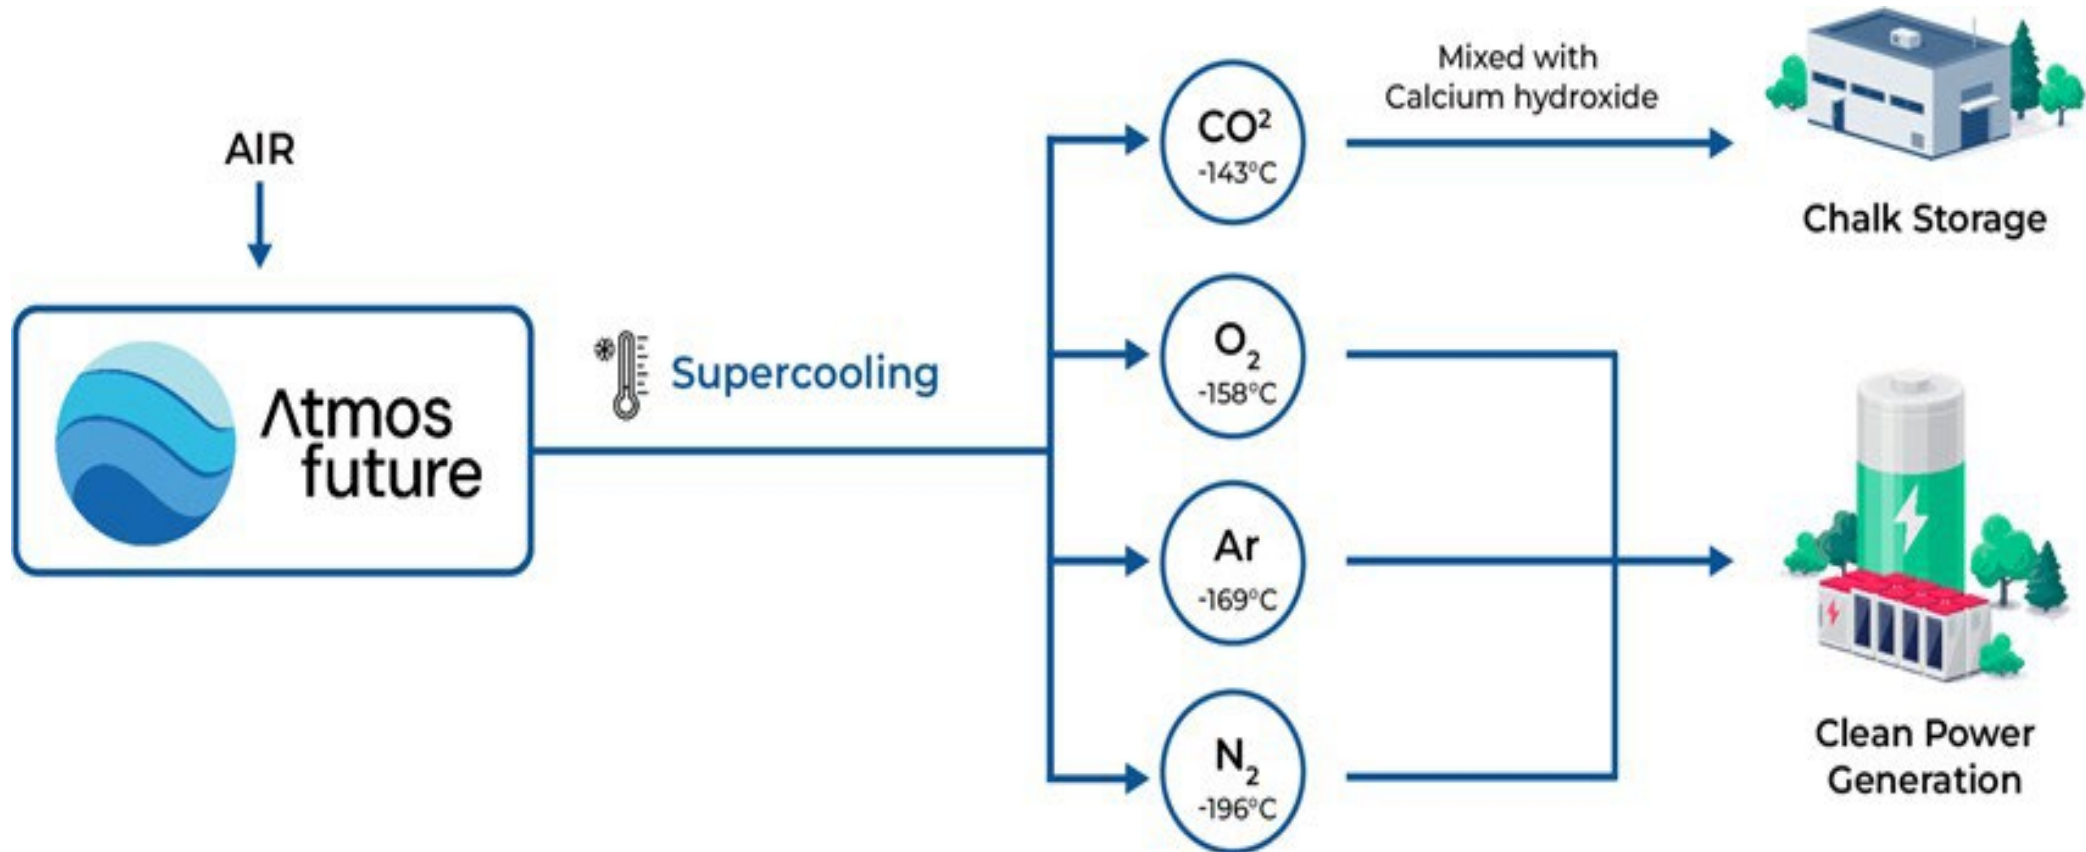 AIR
Atmos
future
Supercooling
CO²
-143°C
Mixed with
Calcium hydroxide
Chalk Storage
O₂
-158°C
Ar
-169°C
N₂
-196°C
Clean Power
Generation